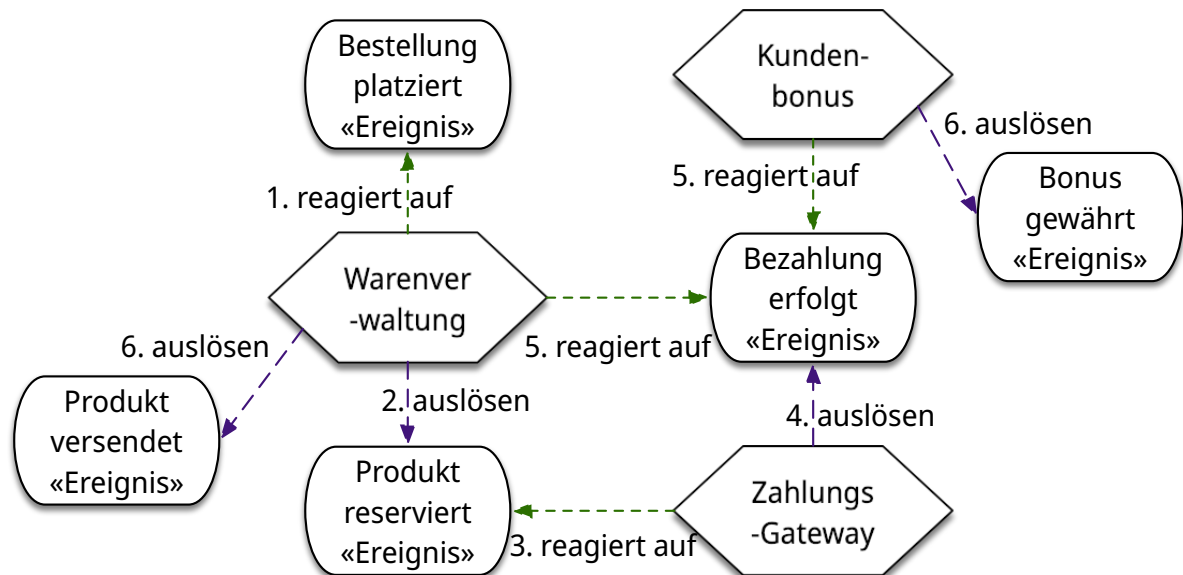 Bestellung
platziert
«Ereignis»
Kunden-
bonus
6. auslösen
1. reagiert auf
5. reagiert auf
Bonus
gewährt
«Ereignis»
Warenver
-waltung
Bezahlung
erfolgt
«Ereignis»
6. auslösen
5. reagiert auf
Produkt
versendet
«Ereignis»
2. auslösen
4. auslösen
Produkt
reserviert
«Ereignis»
3. reagiert auf
Zahlungs
-Gateway